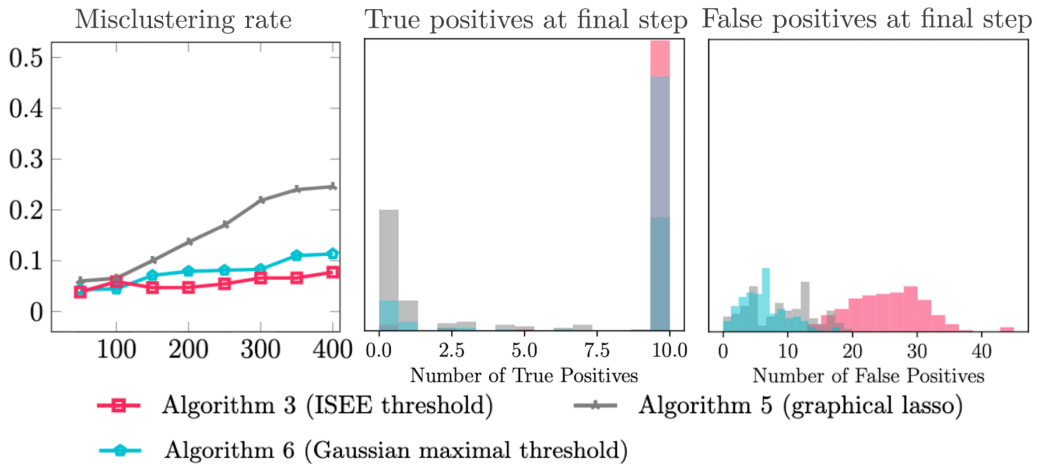 Misclustering rate
True positives at final step
False positives at final step
0.5
0.4
0.3
0.2
0.1
0
100 200 300 400
0.0 2.5 5.0 7.5 10.0
Number of True Positives
0 10 20 30 40
Number of False Positives
Algorithm 3 (ISEE threshold)
Algorithm 5 (graphical lasso)
Algorithm 6 (Gaussian maximal threshold)